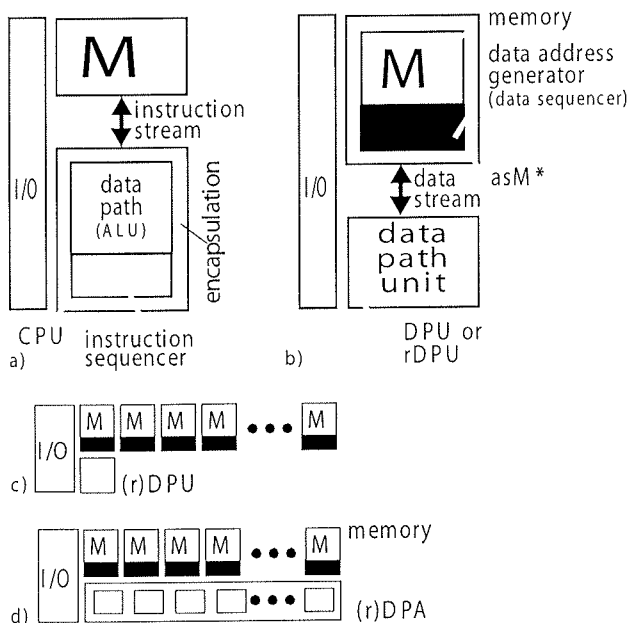 M
instruction
stream
I/O
data
path
(ALU)
encapsulation
CPU
instruction
sequencer
a)
memory
M
data address
generator
(data sequencer)
I/O
data
stream
asM *
data
path
unit
DPU or
rDPU
b)
I/O
M M M M ••• M
c)
(r)DPU
I/O
M M M M ••• M
memory
•••
d)
(r)DPA